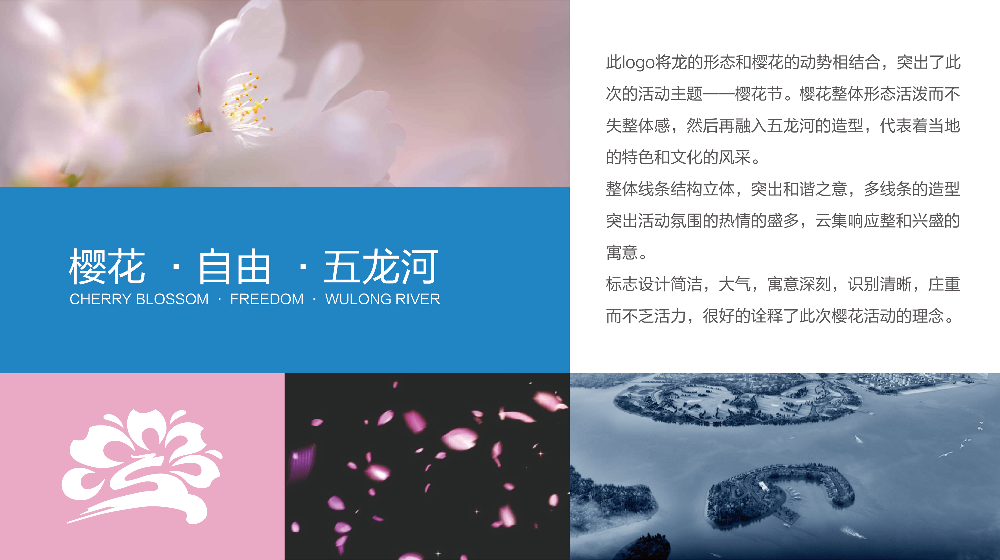 樱花 · 自由 · 五龙河
CHERRY BLOSSOM · FREEDOM · WULONG RIVER
此logo将龙的形态和樱花的动势相结合，突出了此
次的活动主题——樱花节。樱花整体形态活泼而不
失整体感，然后再融入五龙河的造型，代表着当地
的特色和文化的风采。
整体线条结构立体，突出和谐之意，多线条的造型
突出活动氛围的热情的盛多，云集响应整和兴盛的
寓意。
标志设计简洁，大气，寓意深刻，识别清晰，庄重
而不乏活力，很好的诠释了此次樱花活动的理念。